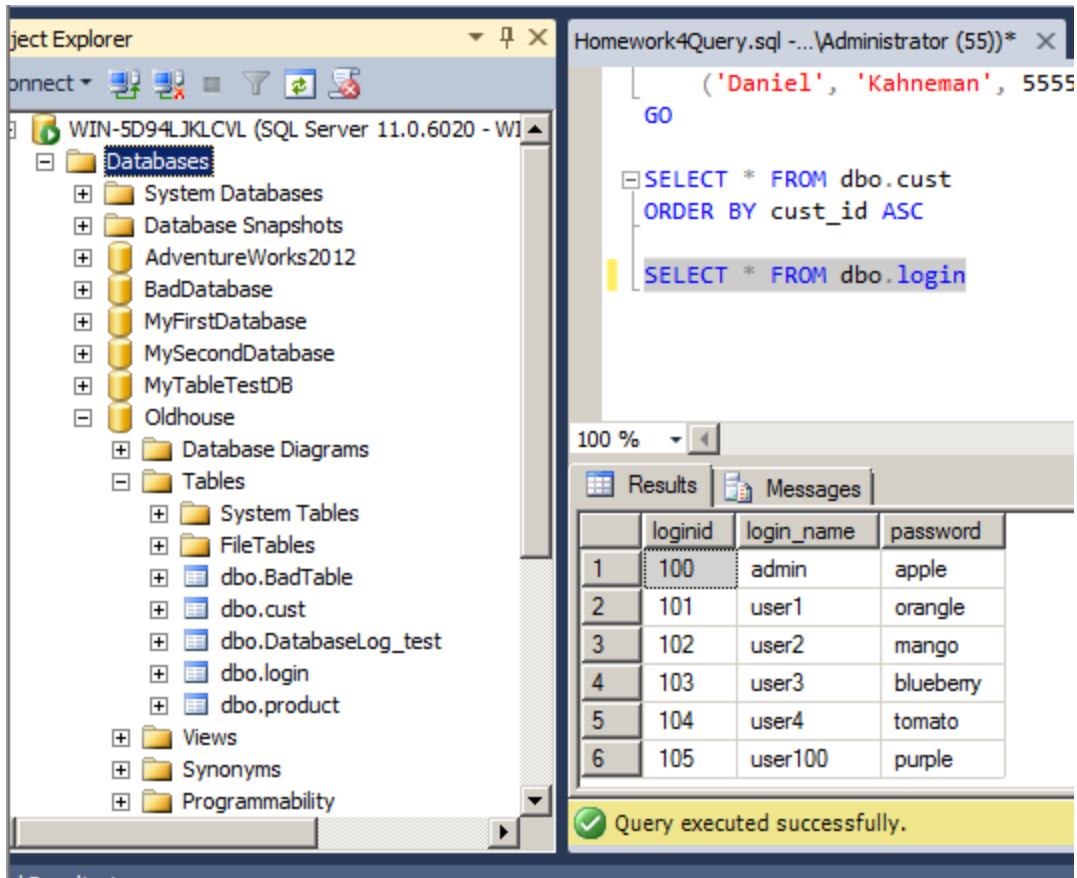 ject Explorer
onnect
WIN-5D94LJKLCVL (SQL Server 11.0.6020 - WI
Databases
System Databases
Database Snapshots
AdventureWorks2012
BadDatabase
MyFirstDatabase
MySecondDatabase
MyTableTestDB
Oldhouse
Database Diagrams
Tables
System Tables
FileTables
dbo.BadTable
dbo.cust
dbo.DatabaseLog_test
dbo.login
dbo.product
Views
Synonyms
Programmability
Homework4Query.sql -...\Administrator (55))*
('Daniel', 'Kahneman', 5555
GO
SELECT * FROM dbo.cust
ORDER BY cust_id ASC
SELECT * FROM dbo.login
100 %
Results Messages
loginid login_name password
1 100 admin apple
2 101 user1 orangle
3 102 user2 mango
4 103 user3 blueberry
5 104 user4 tomato
6 105 user100 purple
Query executed successfully.